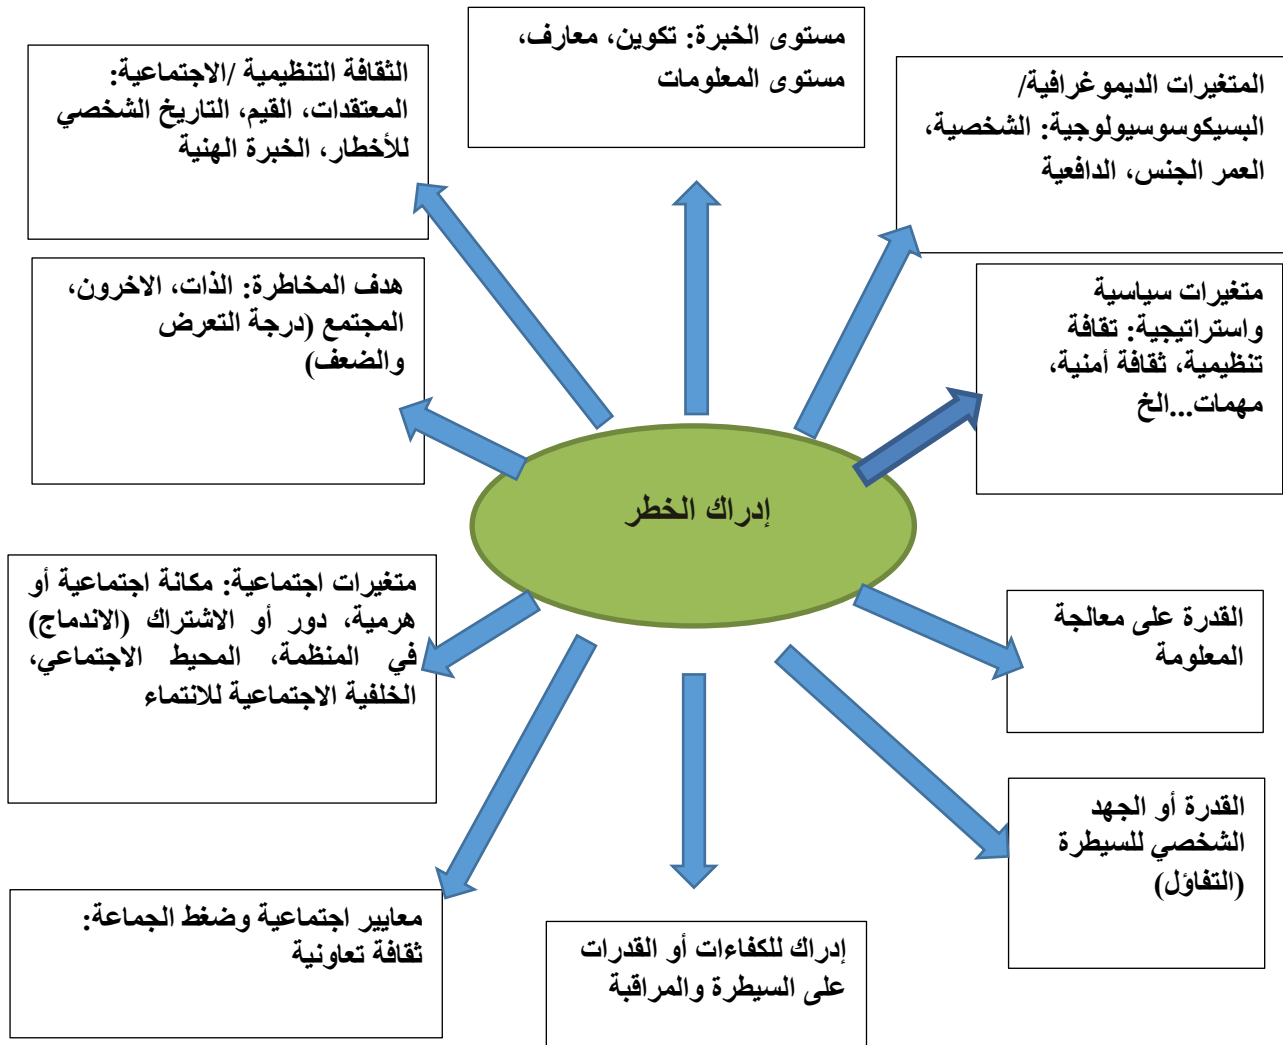 مستوى الخبرة: تكوين، معارف،
مستوى المعلومات
المتغيرات الديموغرافية/
البسيكوسوسيولوجية: الشخصية،
العمر الجنس، الدافعية
الثقافة التنظيمية /الاجتماعية:
المعتقدات، القيم، التاريخ الشخصي
للأخطار، الخبرة الهنية
متغيرات سياسية
واستراتيجية: تقافة
تنظيمية، ثقافة أمنية،
مهمات...الخ
هدف المخاطرة: الذات، الاخرون،
المجتمع (درجة التعرض
والضعف)
إدراك الخطر
القدرة على معالجة
المعلومة
متغيرات اجتماعية: مكانة اجتماعية أو
هرمية، دور أو الاشتراك (الاندماج)
في المنظمة، المحيط الاجتماعي،
الخلفية الاجتماعية للانتماء
القدرة أو الجهد
الشخصي للسيطرة
(التفاؤل)
إدراك للكفاءات أو القدرات
على السيطرة والمراقبة
معايير اجتماعية وضغط الجماعة:
ثقافة تعاونية